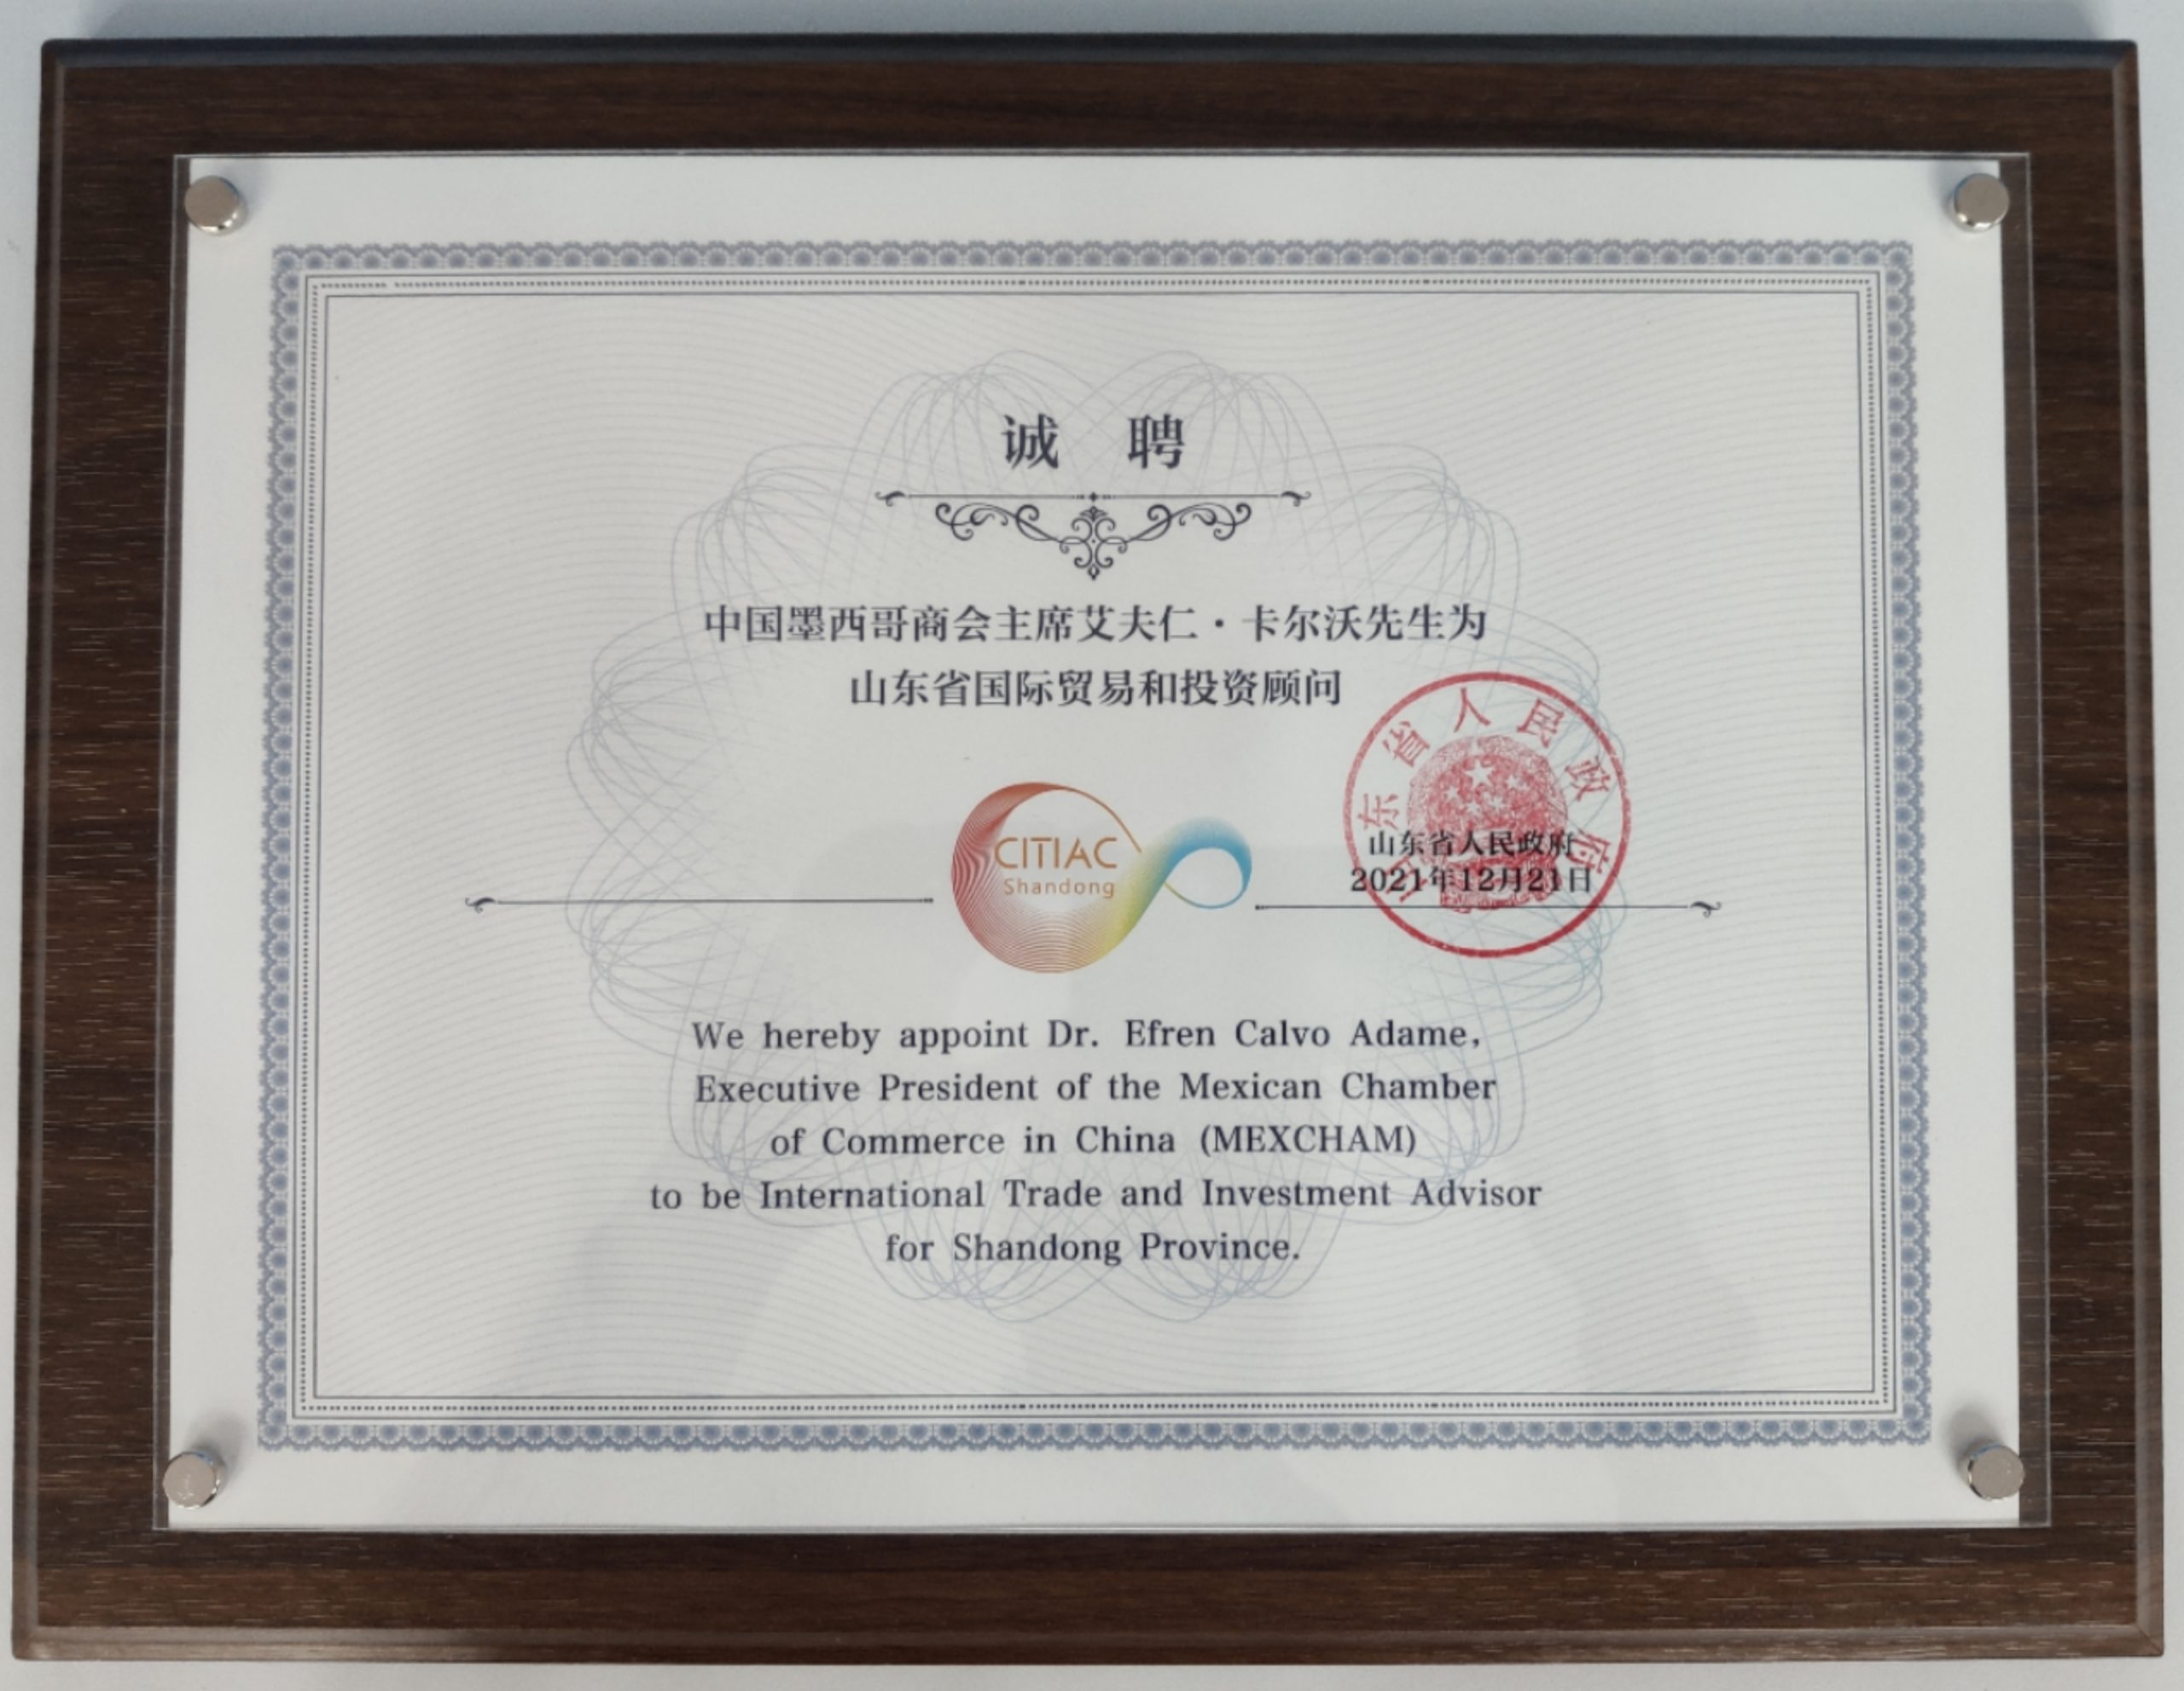 诚 聘
中国墨西哥商会主席艾夫仁·卡尔沃先生为
山东省国际贸易和投资顾问
CITIAC
Shandong
山东省人民政府
山东省人民政府
2021年12月21日
We hereby appoint Dr. Efren Calvo Adame,
Executive President of the Mexican Chamber
of Commerce in China (MEXCHAM)
to be International Trade and Investment Advisor
for Shandong Province.